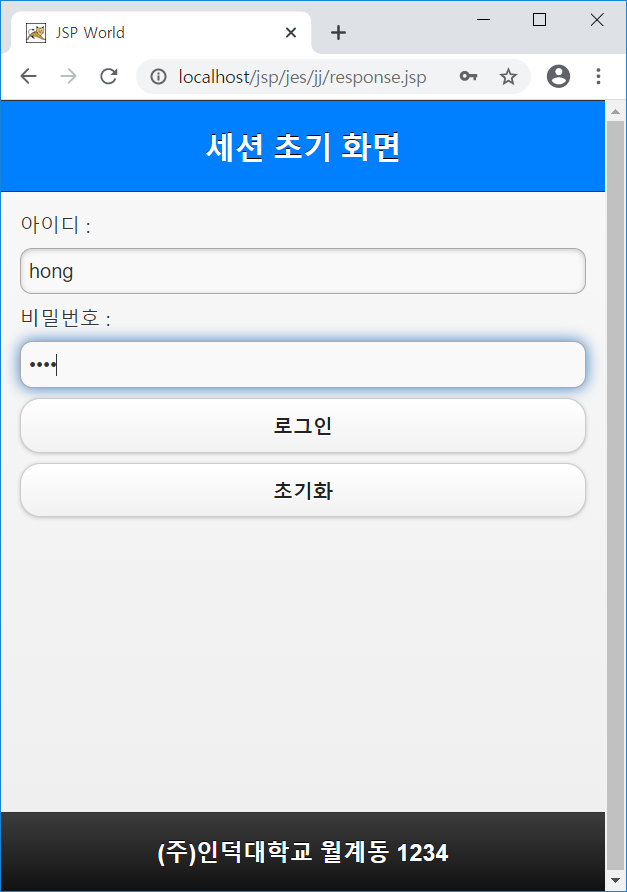 JSP World
localhost/jsp/jes/jj/response.jsp
세션 초기 화면
아이디 :
hong
비밀번호 :
••••
로그인
초기화
(주)인덕대학교 월계동 1234